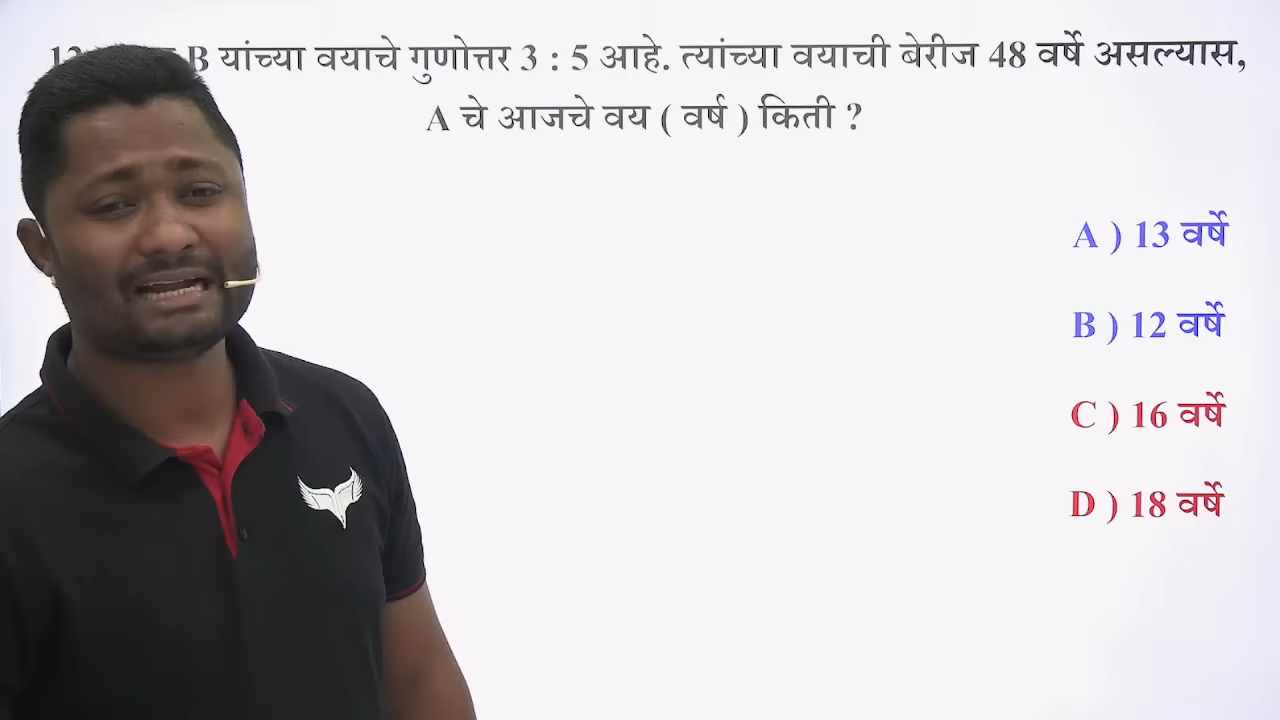 B यांच्या वयाचे गुणोत्तर 3 : 5 आहे. त्यांच्या वयाची बेरीज 48 वर्षे असल्यास,
A चे आजचे वय ( वर्ष ) किती ?
A ) 13 वर्षे
B ) 12 वर्षे
C ) 16 वर्षे
D ) 18 वर्षे